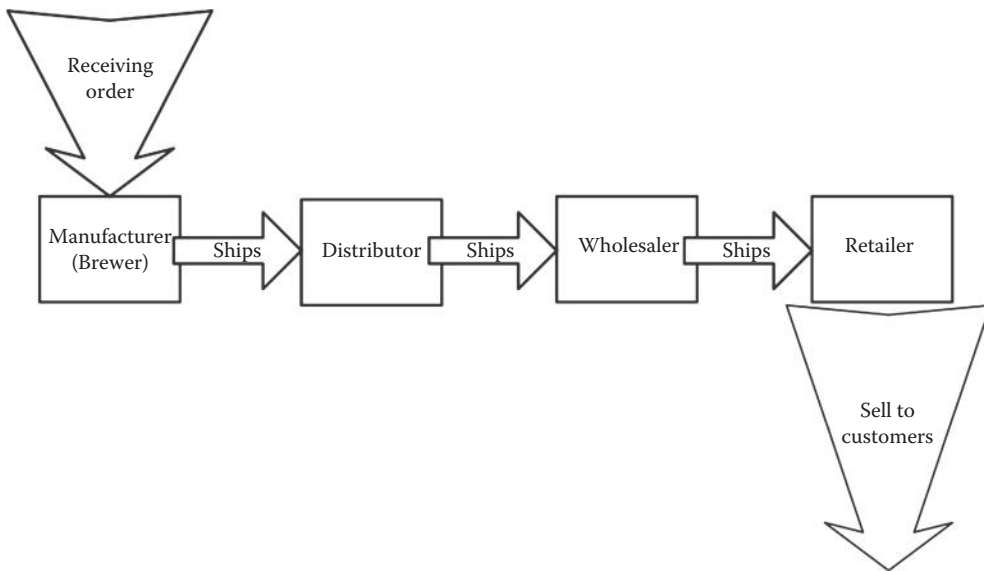 Receiving
order
Manufacturer
(Brewer)
Ships
Distributor
Ships
Wholesaler
Ships
Retailer
Sell to
customers